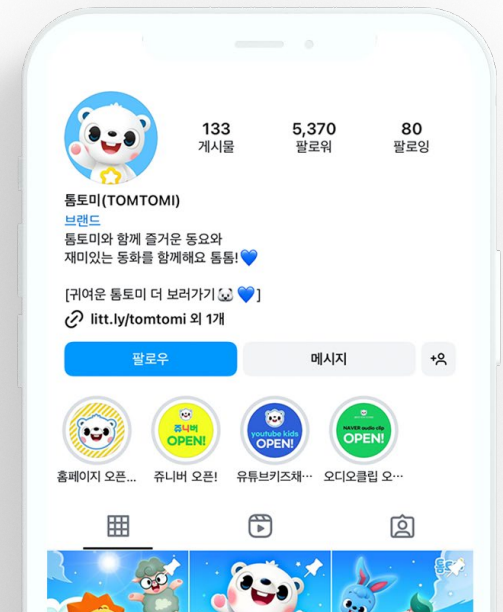 133
게시물
5,370
팔로워
80
팔로잉
톰토미(TOMTOMI)
브랜드
톰토미와 함께 즐거운 동요와
재미있는 동화를 함께해요 톰톰!💙
[귀여운 톰토미 더 보러가기🐻‍❄️ 💙]
litt.ly/tomtomi 외 1개
팔로우
메시지
쥬니버
OPEN!
youtube kids
OPEN!
NAVER audio clip
OPEN!
홈페이지 오픈...
쥬니버 오픈!
유튜브키즈채...
오디오클립 오...